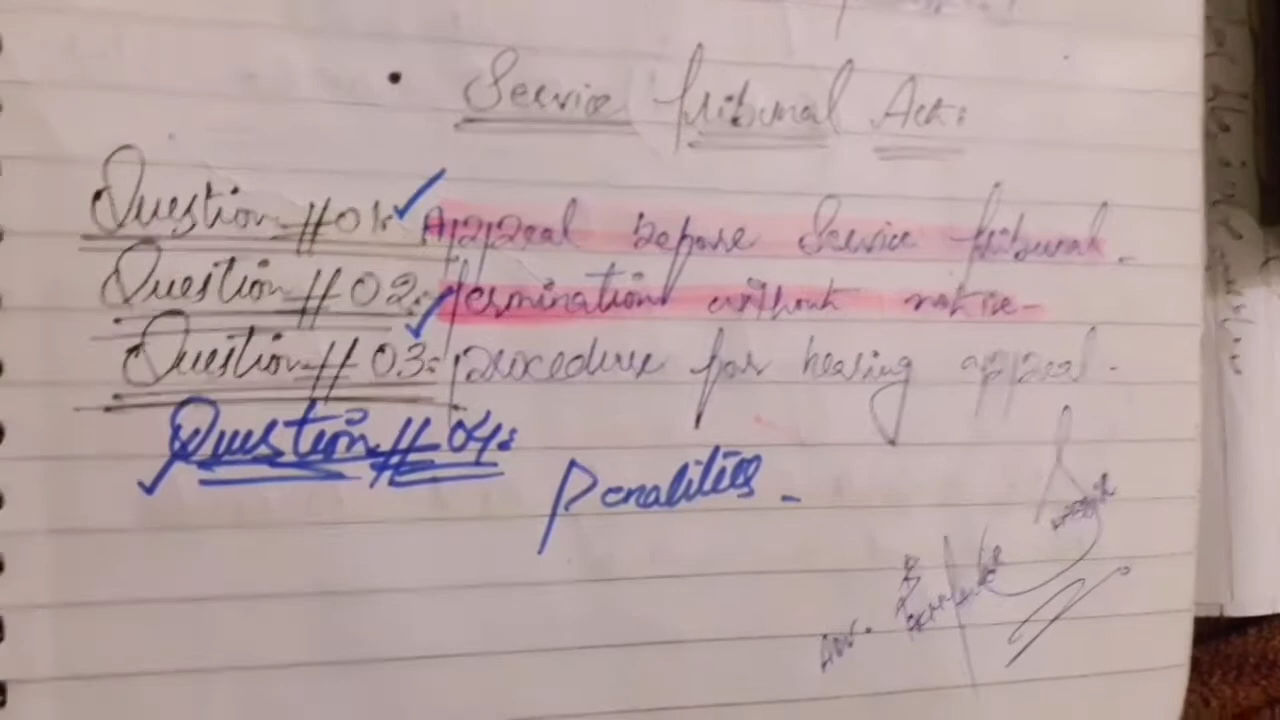 • Service Tribunal Act:
Question # 01: Appeal before Service Tribunal.
Question # 02: Termination without notice-
Question # 03: procedure for hearing appeal.
Question # 04:
Penalities -
Adv.